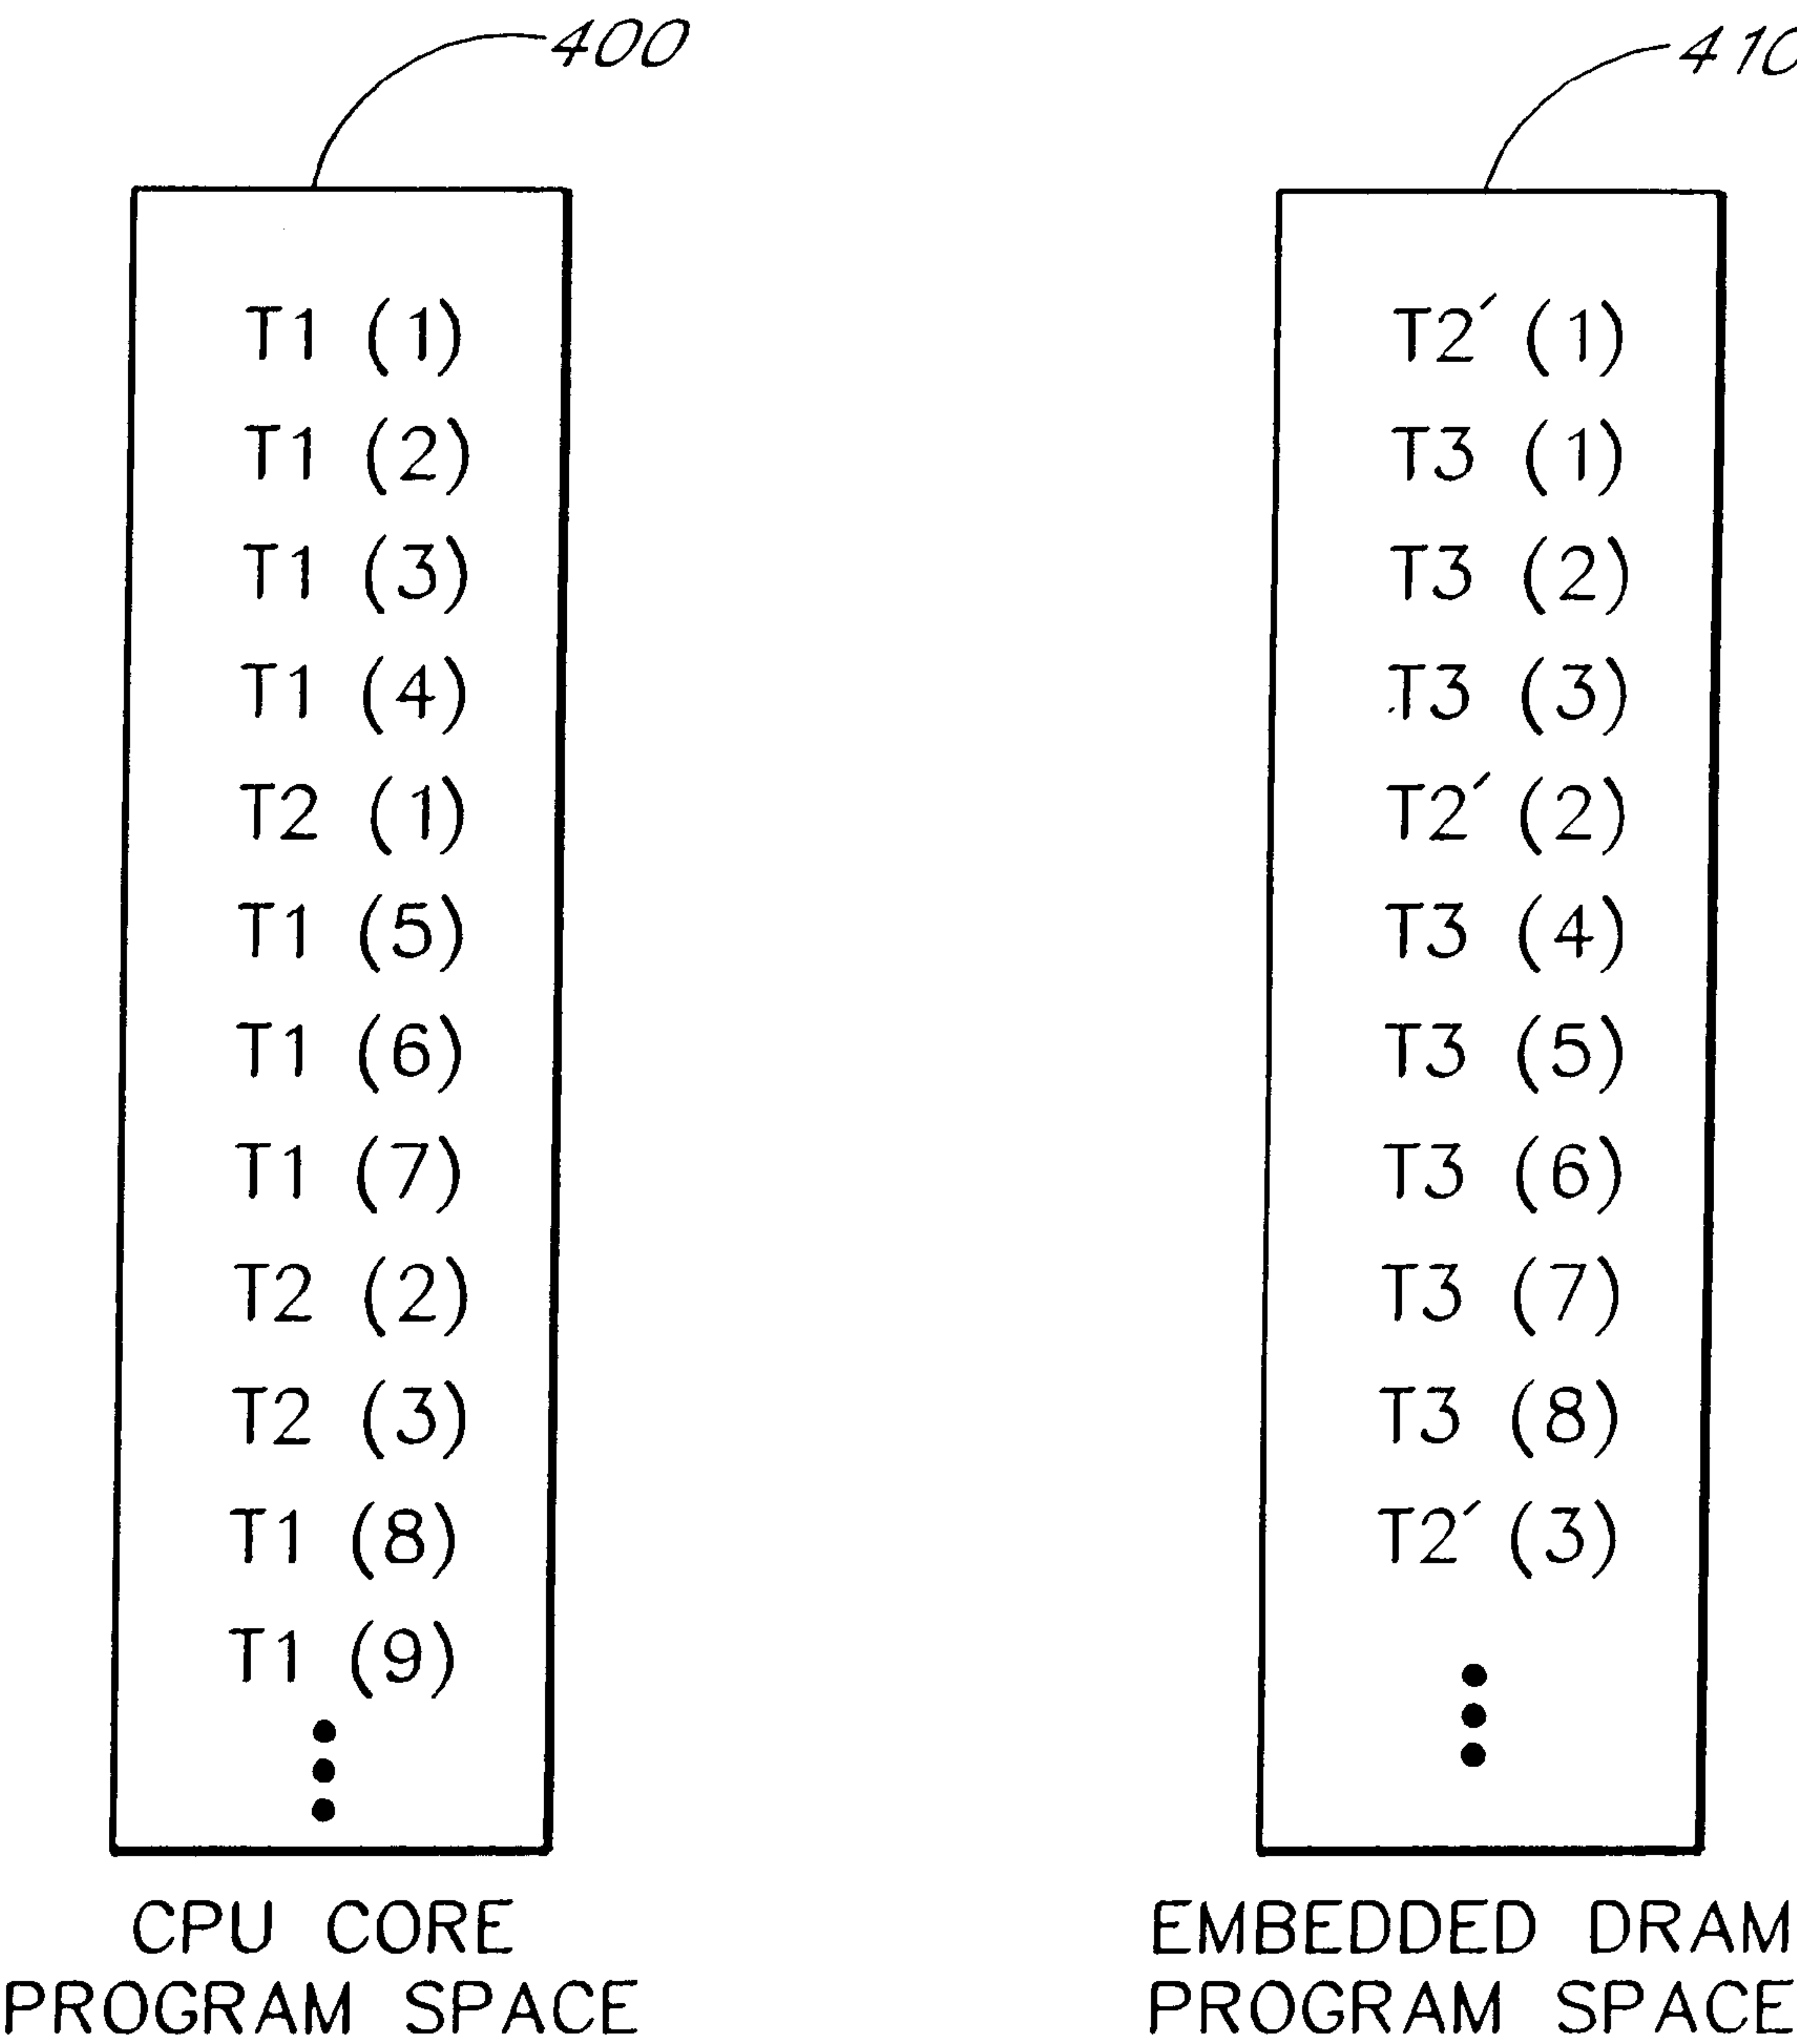 400
T1 (1)
T1 (2)
T1 (3)
T1 (4)
T2 (1)
T1 (5)
T1 (6)
T1 (7)
T2 (2)
T2 (3)
T1 (8)
T1 (9)
CPU CORE
PROGRAM SPACE
410
T2′ (1)
T3 (1)
T3 (2)
T3 (3)
T2′ (2)
T3 (4)
T3 (5)
T3 (6)
T3 (7)
T3 (8)
T2′ (3)
EMBEDDED DRAM
PROGRAM SPACE